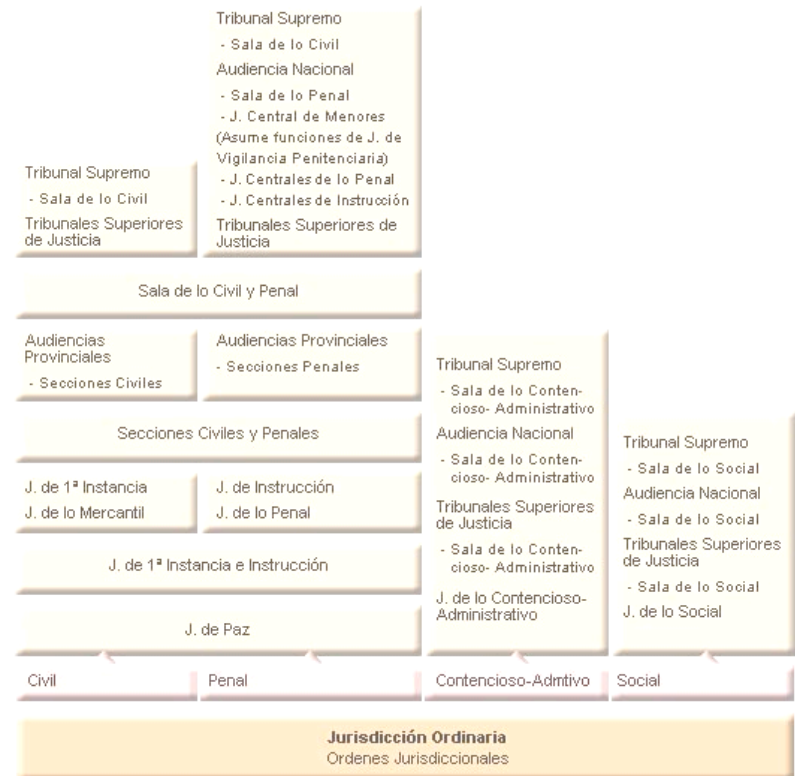 Tribunal Supremo
- Sala de lo Civil
Audiencia Nacional
- Sala de lo Penal
- J. Central de Menores
(Asume funciones de J. de
Vigilancia Penitenciaria)
- J. Centrales de lo Penal
- J. Centrales de Instrucción
Tribunales Superiores de
Justicia
Tribunal Supremo
- Sala de lo Civil
Tribunales Superiores
de Justicia
Sala de lo Civil y Penal
Audiencias
Provinciales
- Secciones Civiles
Audiencias Provinciales
- Secciones Penales
Secciones Civiles y Penales
J. de 1ª Instancia
J. de lo Mercantil
J. de Instrucción
J. de lo Penal
J. de 1ª Instancia e Instrucción
J. de Paz
Tribunal Supremo
- Sala de lo Conten-
cioso- Administrativo
Audiencia Nacional
- Sala de lo Conten-
cioso- Administrativo
Tribunales Superiores
de Justicia
- Sala de lo Conten-
cioso- Administrativo
J. de lo Contencioso-
Administrativo
Tribunal Supremo
- Sala de lo Social
Audiencia Nacional
- Sala de lo Social
Tribunales Superiores
de Justicia
- Sala de lo Social
J. de lo Social
Civil
Penal
Contencioso-Admtivo
Social
Jurisdicción Ordinaria
Ordenes Jurisdiccionales